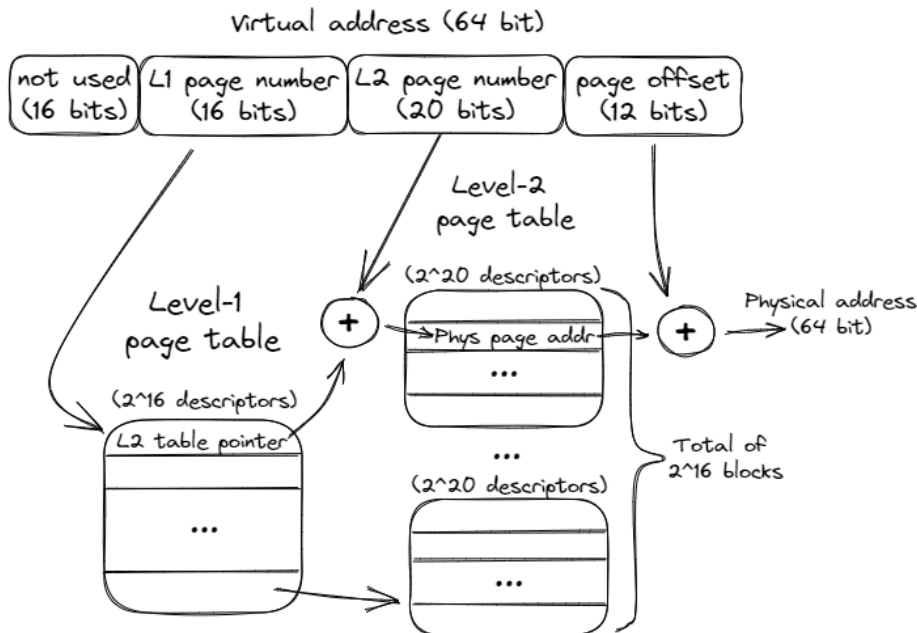 Virtual address (64 bit)
not used
(16 bits)
L1 page number
(16 bits)
L2 page number
(20 bits)
page offset
(12 bits)
Level-2
page table
(2^20 descriptors)
Level-1
page table
+
Phys page addr
+
Physical address
(64 bit)
...
(2^16 descriptors)
L2 table pointer
...
Total of
2^16 blocks
(2^20 descriptors)
...
...